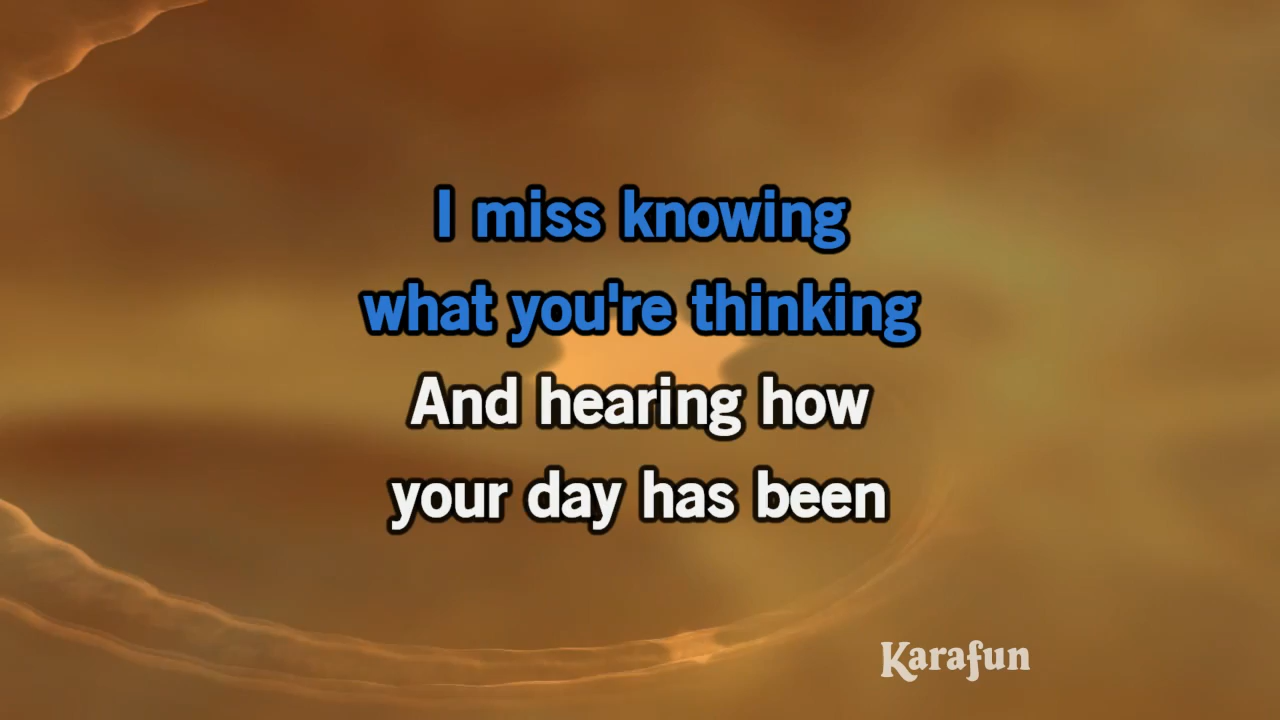 I miss knowing
what you're thinking
And hearing how
your day has been
Karafun